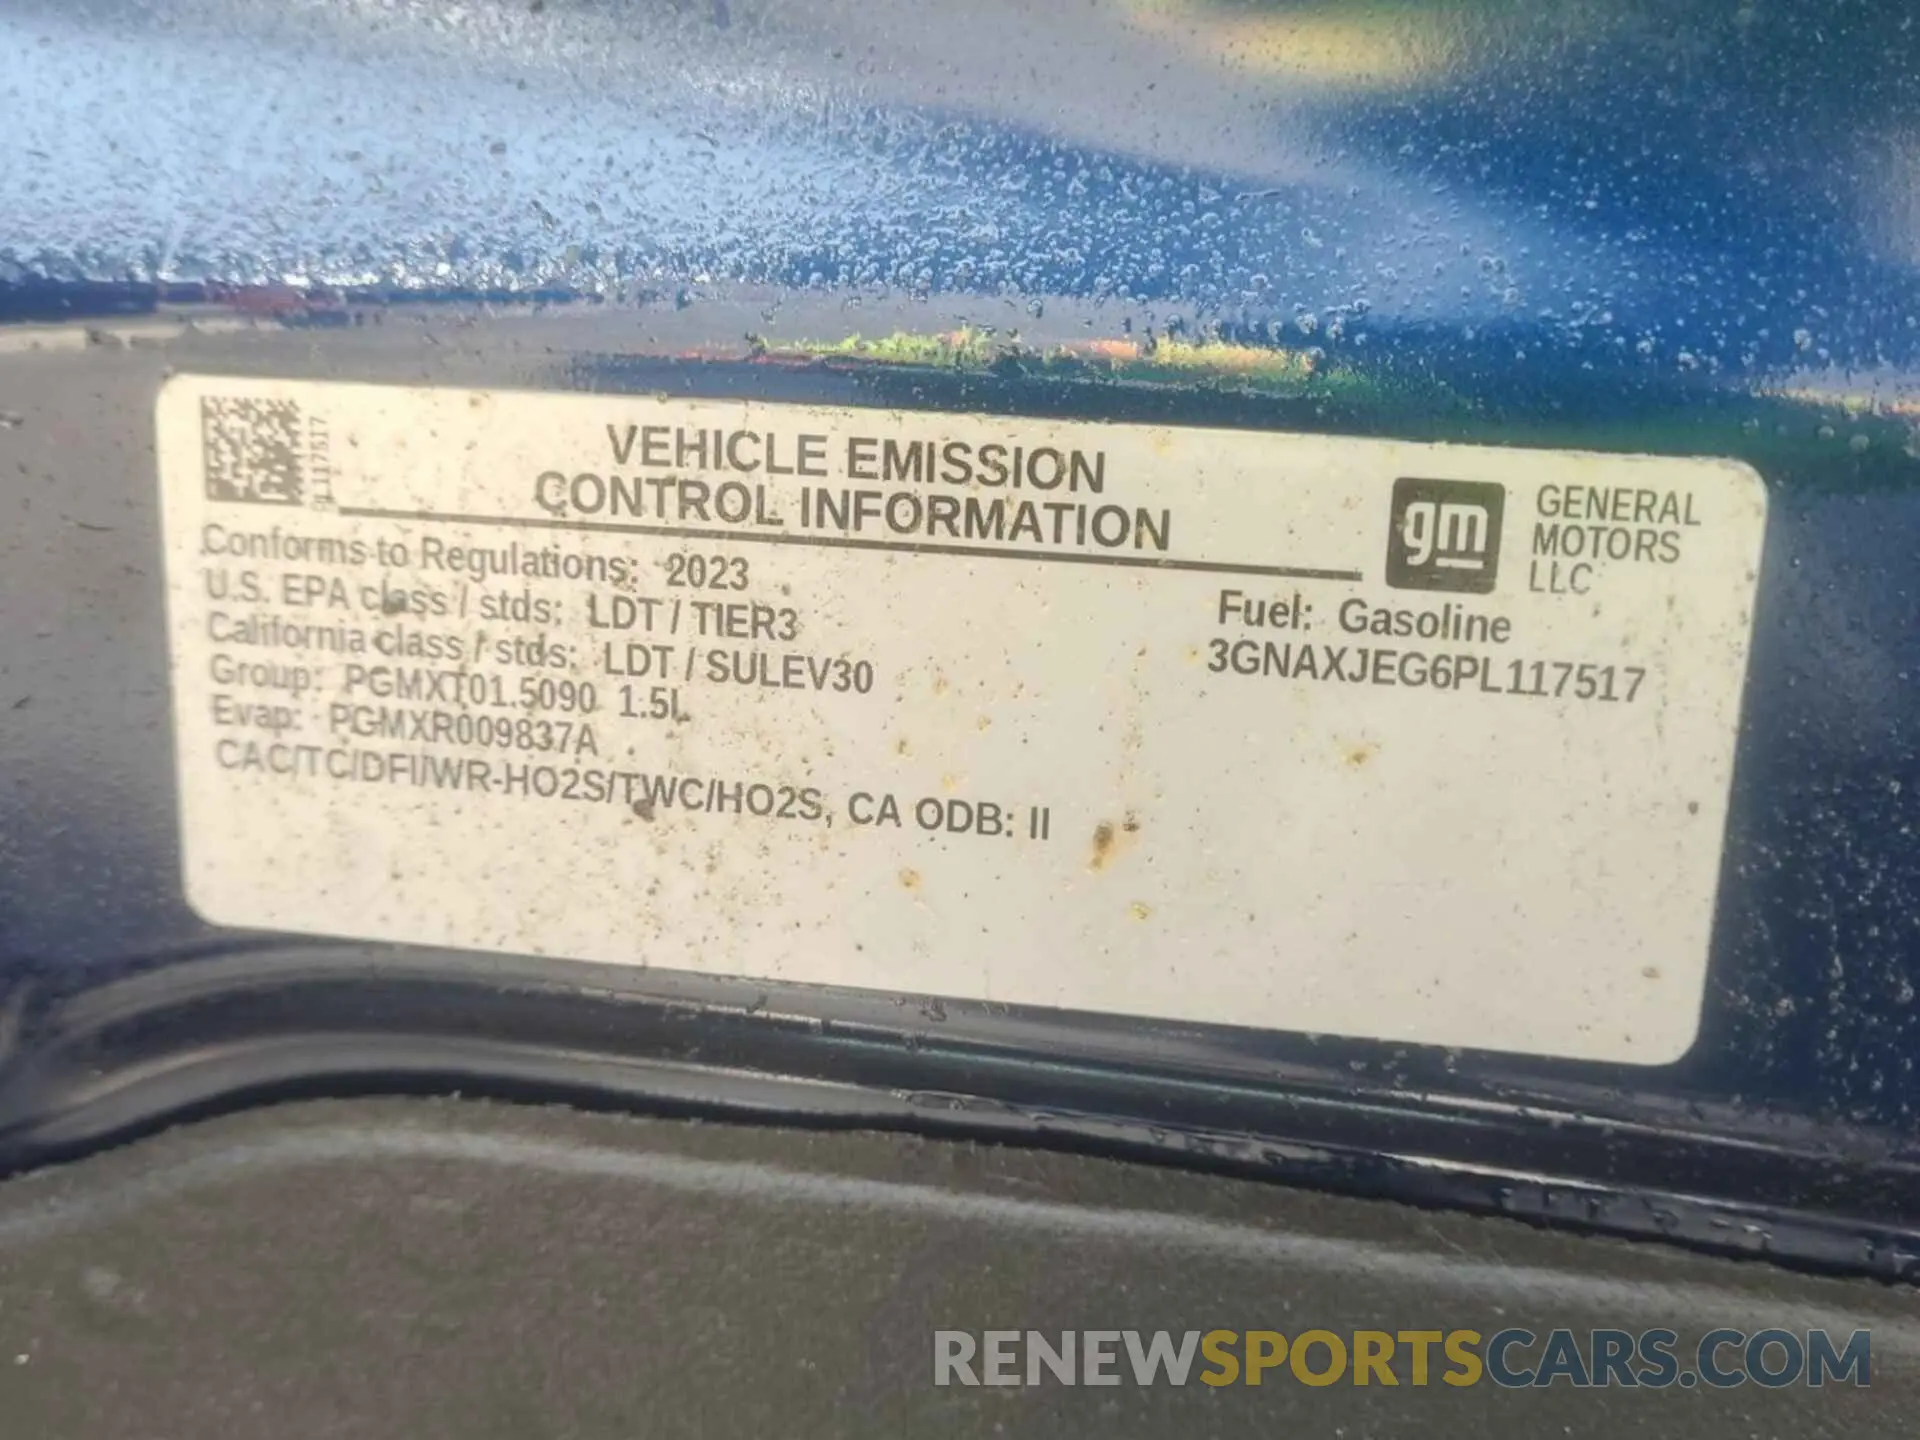 PL117517
VEHICLE EMISSION
CONTROL INFORMATION
gm
GENERAL
MOTORS
LLC
Conforms to Regulations: 2023
U.S. EPA class / stds: LDT / TIER3
California class / stds: LDT / SULEV30
Group: PGMXT01.5090 1.5L
Evap: PGMXR009837A
CAC/TC/DFI/WR-HO2S/TWC/HO2S, CA ODB: II
Fuel: Gasoline
3GNAXJEG6PL117517
RENEWSPORTSCARS.COM